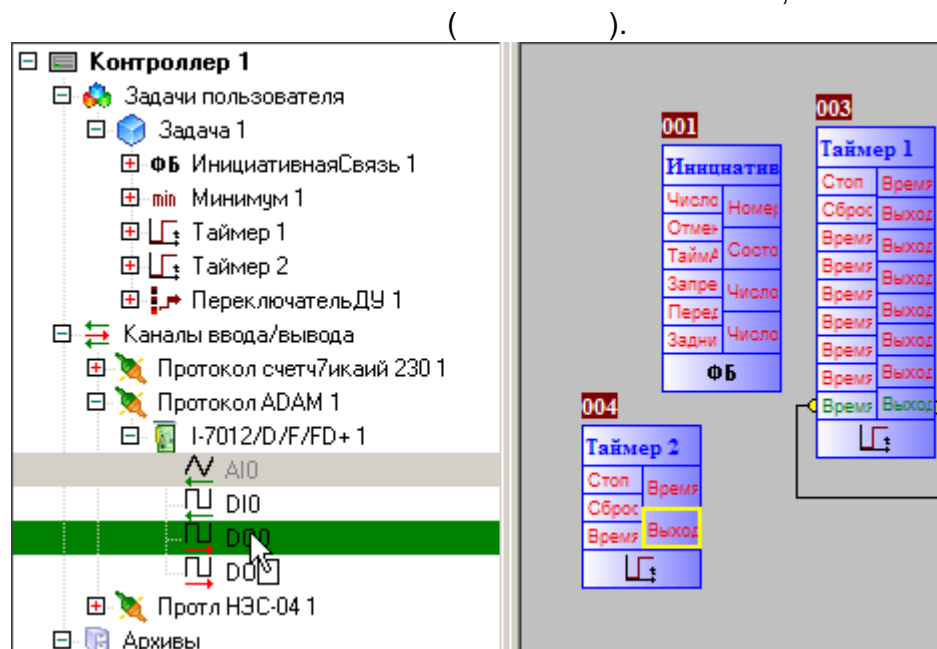 ( ).
Контроллер 1
Задачи пользователя
Задача 1
ФБ ИнициативнаяСвязь 1
min Минимум 1
Таймер 1
Таймер 2
ПереключательДУ 1
Каналы ввода/вывода
Протокол счетч7икаий 230 1
Протокол ADAM 1
I-7012/D/F/FD+ 1
AI0
DI0
DO0
Протл НЭС-04 1
Архивы
001
Инициатив
Число
Отмен
ТаймА
Запре
Перед
Задни
Номер
Состо
Число
Число
ФБ
003
Таймер 1
Стоп Время
Сброс Выход
Время Выход
Время Выход
Время Выход
Время Выход
Время Выход
Время Выход
Время Выход
004
Таймер 2
Стоп
Сброс
Время
Время
Выход